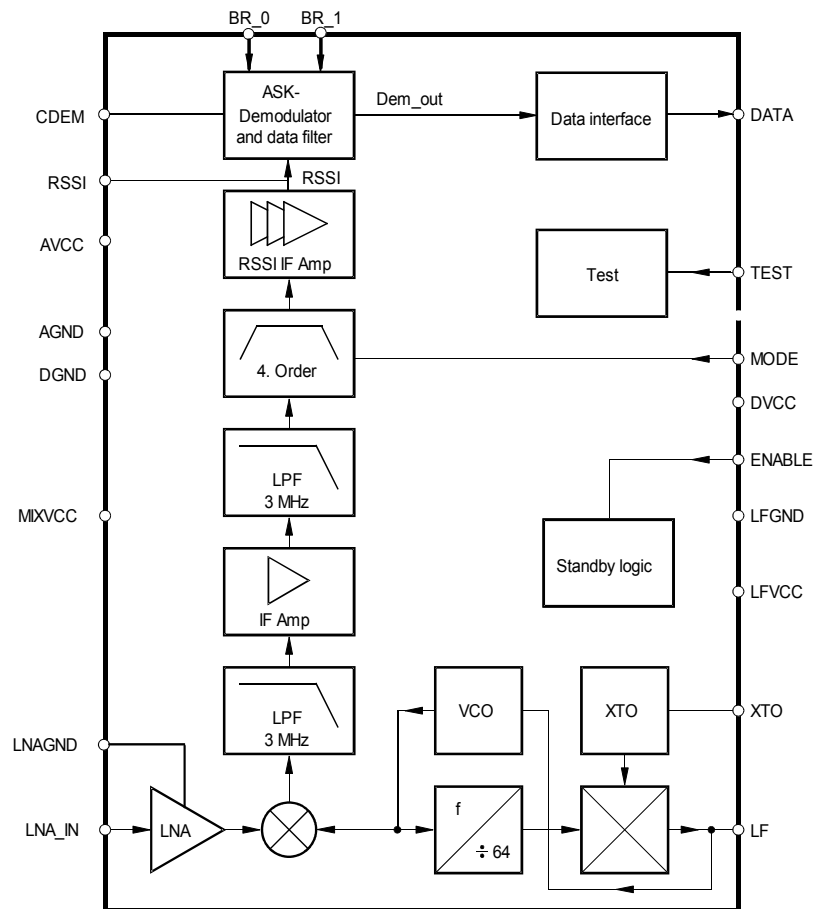 BR_0
BR_1
CDEM
ASK-
Demodulator
and data filter
Dem_out
Data interface
DATA
RSSI
RSSI
AVCC
RSSI IF Amp
Test
TEST
AGND
4. Order
MODE
DGND
DVCC
ENABLE
LPF
3 MHz
MIXVCC
LFGND
Standby logic
LFVCC
IF Amp
LPF
3 MHz
VCO
XTO
XTO
LNAGND
LNA_IN
LNA
f
÷ 64
LF